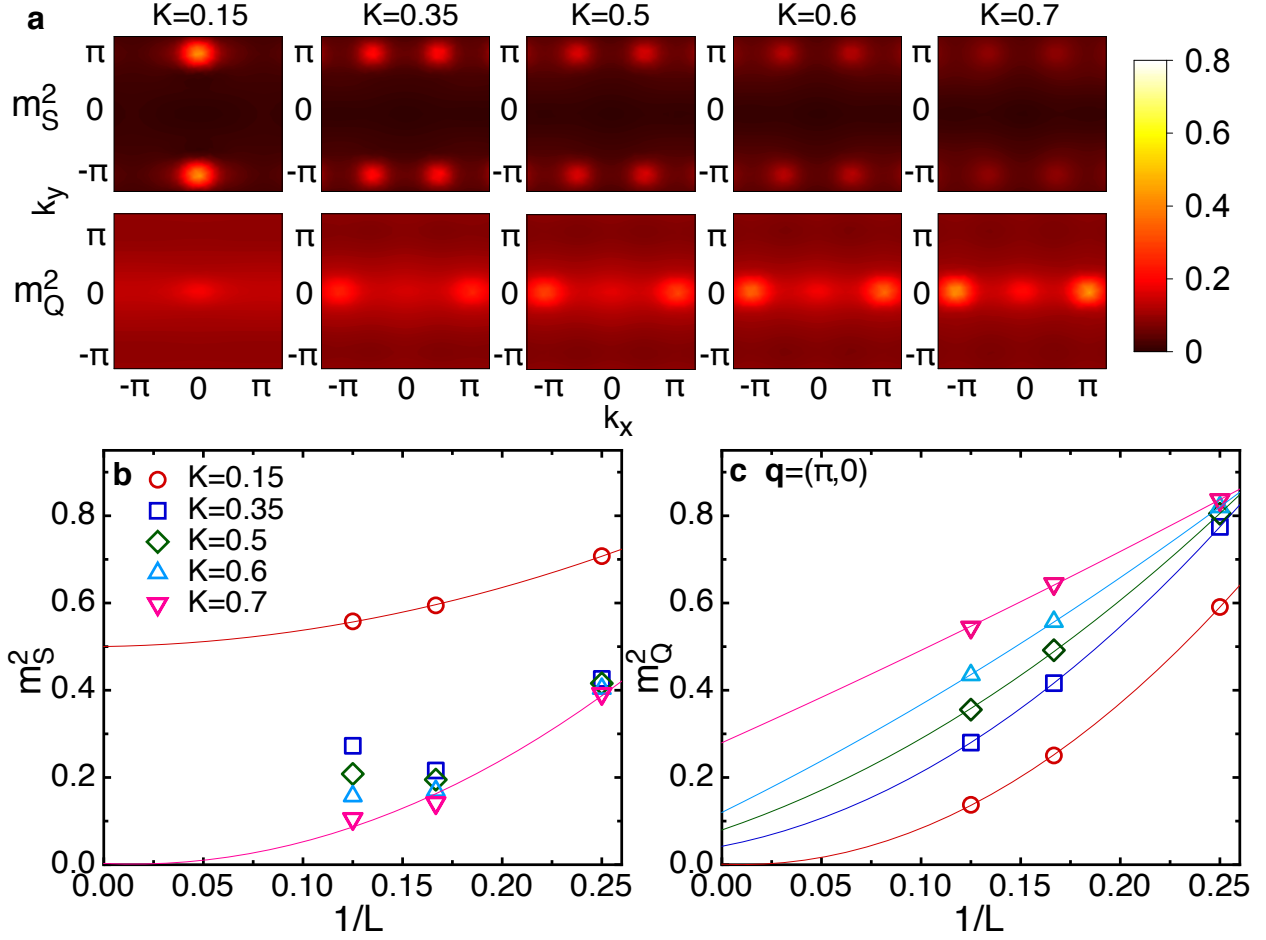 a K=0.15 K=0.35 K=0.5 K=0.6 K=0.7
π π π π π 0.8
m²S 0 0 0 0 0 0.6
-π -π -π -π -π 0.4
ky
π π π π π 0.2
m²Q 0 0 0 0 0
-π -π -π -π -π 0
-π 0 π -π 0 π -π 0 π -π 0 π -π 0 π
kx
b K=0.15
K=0.35
K=0.5
K=0.6
K=0.7
0.8
0.6
0.4
0.2
0.0
m²S
0.00 0.05 0.10 0.15 0.20 0.25
1/L
c q=(π,0)
0.8
0.6
0.4
0.2
0.0
m²Q
0.00 0.05 0.10 0.15 0.20 0.25
1/L